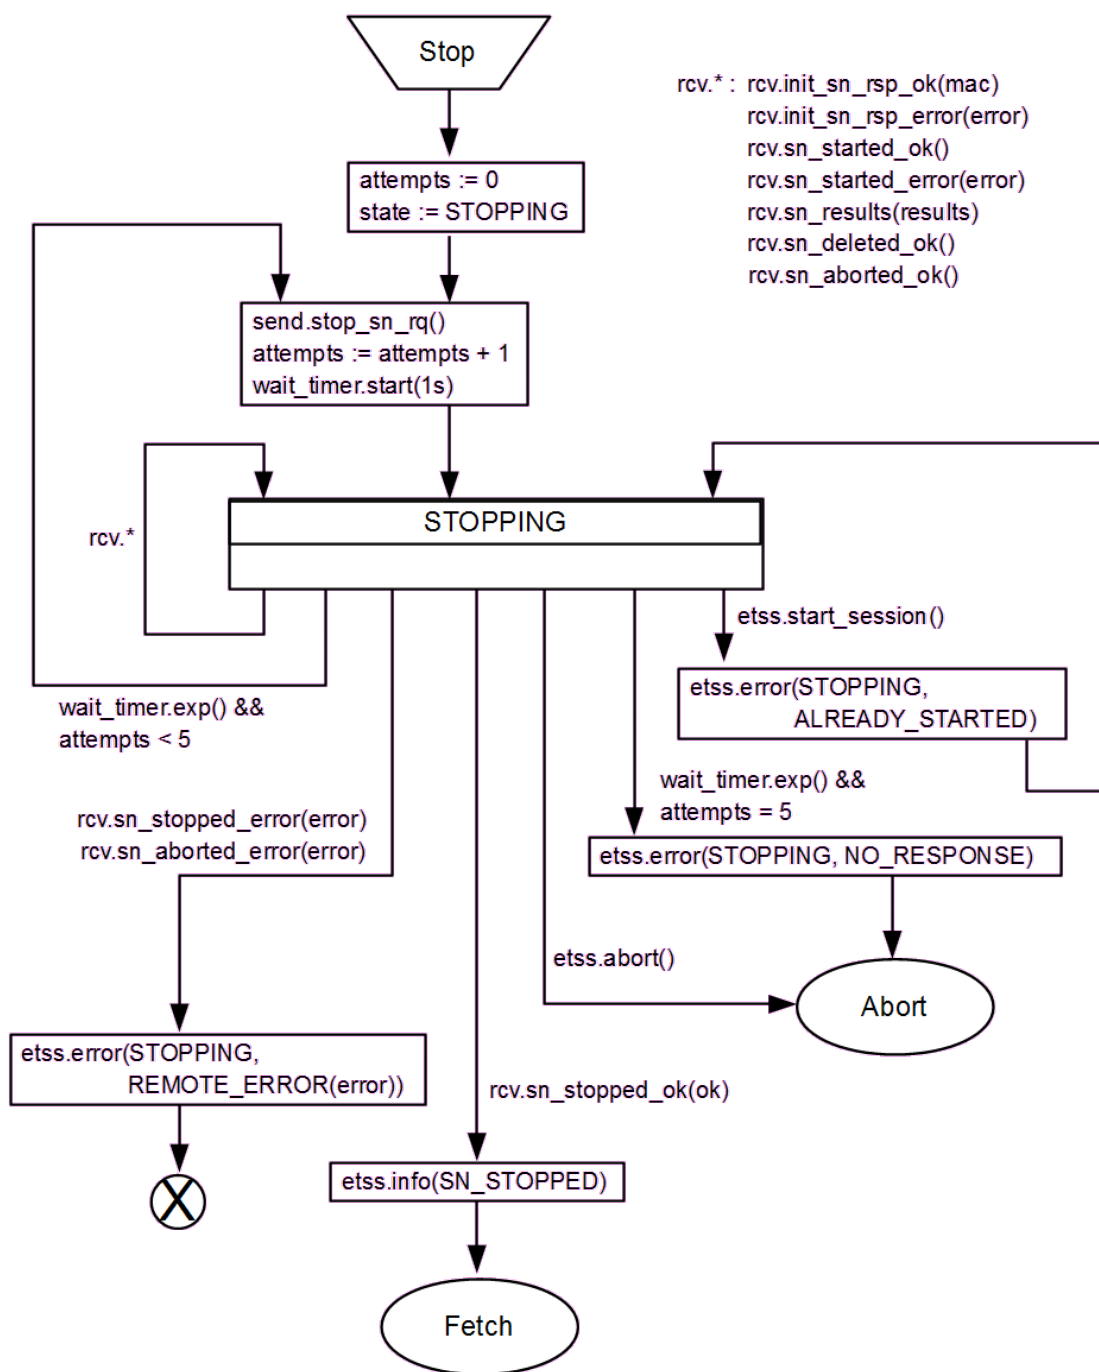 Stop
rcv.* : rcv.init_sn_rsp_ok(mac)
rcv.init_sn_rsp_error(error)
rcv.sn_started_ok()
rcv.sn_started_error(error)
rcv.sn_results(results)
rcv.sn_deleted_ok()
rcv.sn_aborted_ok()
attempts := 0
state := STOPPING
send.stop_sn_rq()
attempts := attempts + 1
wait_timer.start(1s)
STOPPING
rcv.*
etss.start_session()
etss.error(STOPPING,
ALREADY_STARTED)
wait_timer.exp() &&
attempts < 5
wait_timer.exp() &&
attempts = 5
rcv.sn_stopped_error(error)
rcv.sn_aborted_error(error)
etss.error(STOPPING, NO_RESPONSE)
etss.abort()
Abort
etss.error(STOPPING,
REMOTE_ERROR(error))
rcv.sn_stopped_ok(ok)
etss.info(SN_STOPPED)
X
Fetch